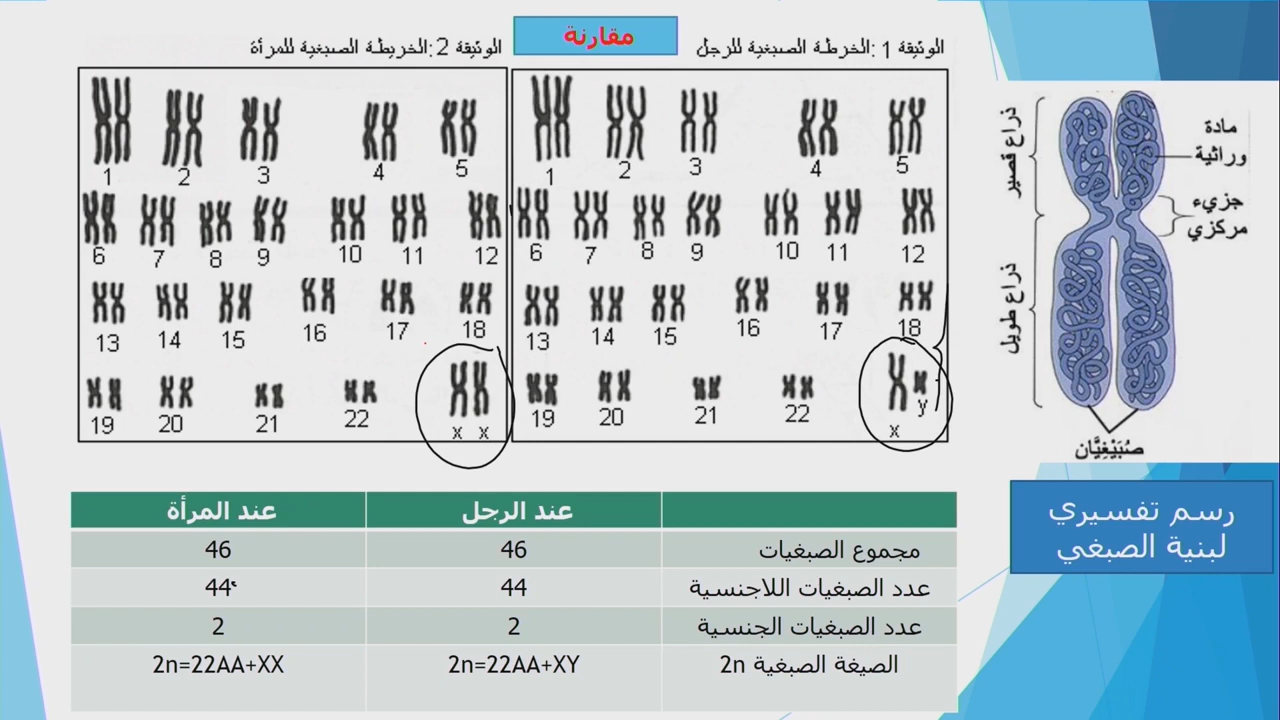 مقارنة
الوثيقة 1 :الخرطة الصبغية للرجل
الوثيقة 2 :الخريطة الصبغية للمرأة
1 2 3 4 5
6 7 8 9 10 11 12
13 14 15 16 17 18
19 20 21 22
x x
1 2 3 4 5
6 7 8 9 10 11 12
13 14 15 16 17 18
19 20 21 22
x y
مادة
وراثية
جزيء
مركزي
ذراع قصير
ذراع طويل
صُبَيْغِيَّان
رسم تفسيري
لبنية الصبغي
عند الرجل عند المرأة
مجموع الصبغيات 46 46
عدد الصبغيات اللاجنسية 44 44
عدد الصبغيات الجنسية 2 2
الصيغة الصبغية 2n 2n=22AA+XY 2n=22AA+XX